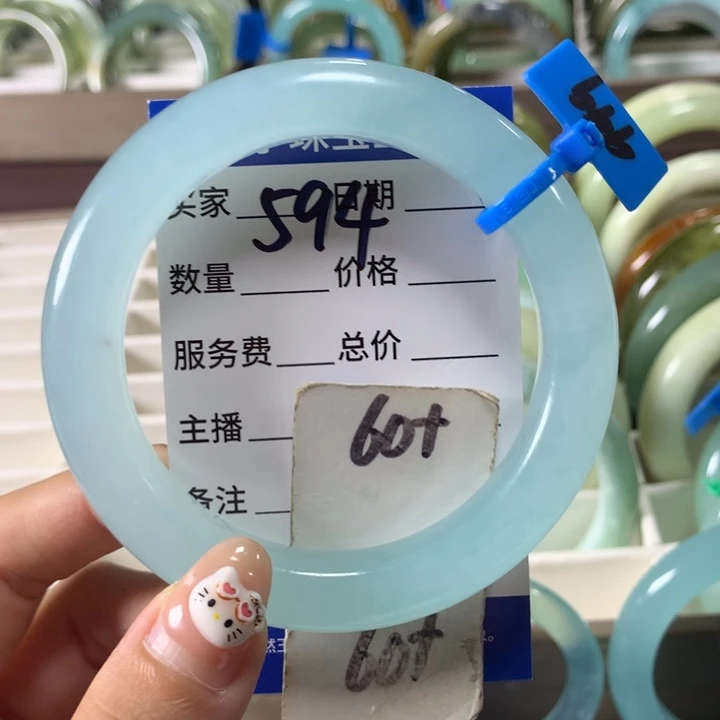 买家 594 日期
数量 价格
服务费 总价
主播
60+
备注
60+